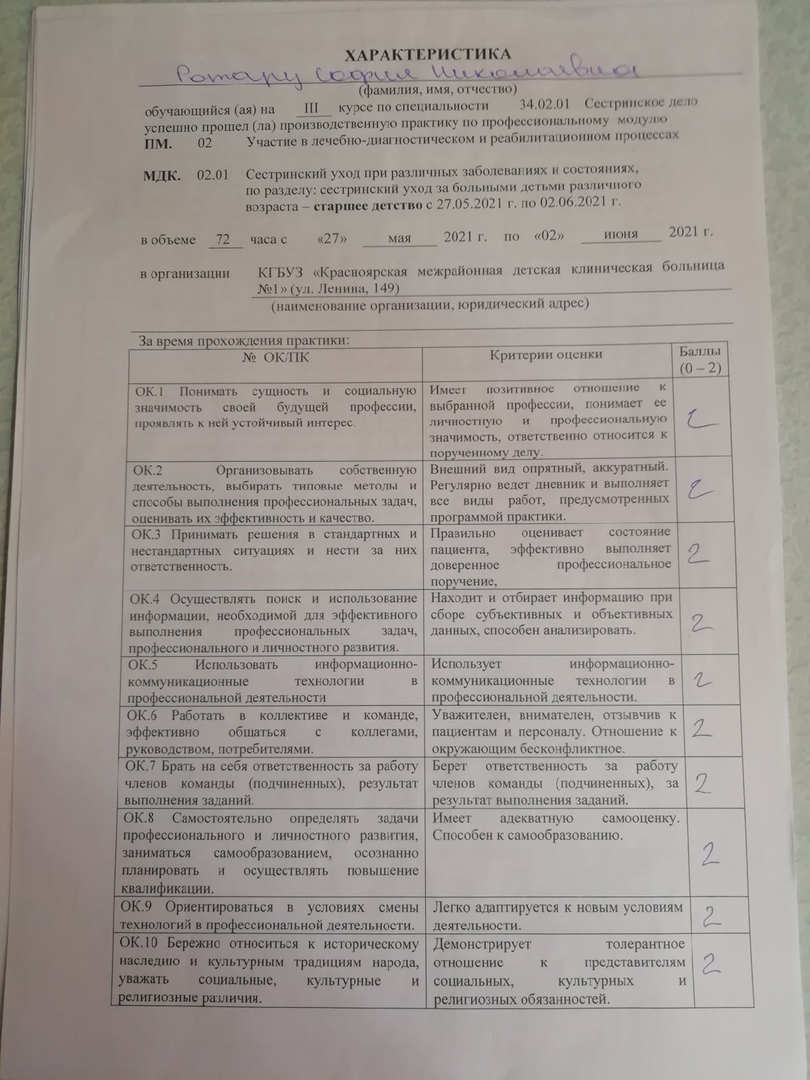 ХАРАКТЕРИСТИКА
Ротару София Николаевна
(фамилия, имя, отчество)
обучающийся (ая) на III курсе по специальности 34.02.01 Сестринское дело
успешно прошел (ла) производственную практику по профессиональному модулю
ПМ. 02 Участие в лечебно-диагностическом и реабилитационном процессах
МДК. 02.01 Сестринский уход при различных заболеваниях и состояниях,
по разделу: сестринский уход за больными детьми различного
возраста – старшее детство с 27.05.2021 г. по 02.06.2021 г.
в объеме 72 часа с «27» мая 2021 г. по «02» июня 2021 г.
в организации КГБУЗ «Красноярская межрайонная детская клиническая больница
№1» (ул. Ленина, 149)
(наименование организации, юридический адрес)
За время прохождения практики:
№ ОК/ПК
Критерии оценки
Баллы
(0 – 2)
ОК.1 Понимать сущность и социальную
значимость своей будущей профессии,
проявлять к ней устойчивый интерес.
Имеет позитивное отношение к
выбранной профессии, понимает ее
личностную и профессиональную
значимость, ответственно относится к
порученному делу.
ОК.2 Организовывать собственную
деятельность, выбирать типовые методы и
способы выполнения профессиональных задач,
оценивать их эффективность и качество.
Внешний вид опрятный, аккуратный.
Регулярно ведет дневник и выполняет
все виды работ, предусмотренных
программой практики.
2
ОК.3 Принимать решения в стандартных и
нестандартных ситуациях и нести за них
ответственность.
Правильно оценивает состояние
пациента, эффективно выполняет
доверенное профессиональное
поручение,
2
ОК.4 Осуществлять поиск и использование
информации, необходимой для эффективного
выполнения профессиональных задач,
профессионального и личностного развития.
Находит и отбирает информацию при
сборе субъективных и объективных
данных, способен анализировать.
2
ОК.5 Использовать информационно-
коммуникационные технологии в
профессиональной деятельности
Использует информационно-
коммуникационные технологии в
профессиональной деятельности.
2
ОК.6 Работать в коллективе и команде,
эффективно общаться с коллегами,
руководством, потребителями.
Уважителен, внимателен, отзывчив к
пациентам и персоналу. Отношение к
окружающим бесконфликтное.
2
ОК.7 Брать на себя ответственность за работу
членов команды (подчиненных), результат
выполнения заданий.
Берет ответственность за работу
членов команды (подчиненных), за
результат выполнения заданий.
2
ОК.8 Самостоятельно определять задачи
профессионального и личностного развития,
заниматься самообразованием, осознанно
планировать и осуществлять повышение
квалификации.
Имеет адекватную самооценку.
Способен к самообразованию.
2
ОК.9 Ориентироваться в условиях смены
технологий в профессиональной деятельности.
Легко адаптируется к новым условиям
деятельности.
2
ОК.10 Бережно относиться к историческому
наследию и культурным традициям народа,
уважать социальные, культурные и
религиозные различия.
Демонстрирует толерантное
отношение к представителям
социальных, культурных и
религиозных обязанностей.
2